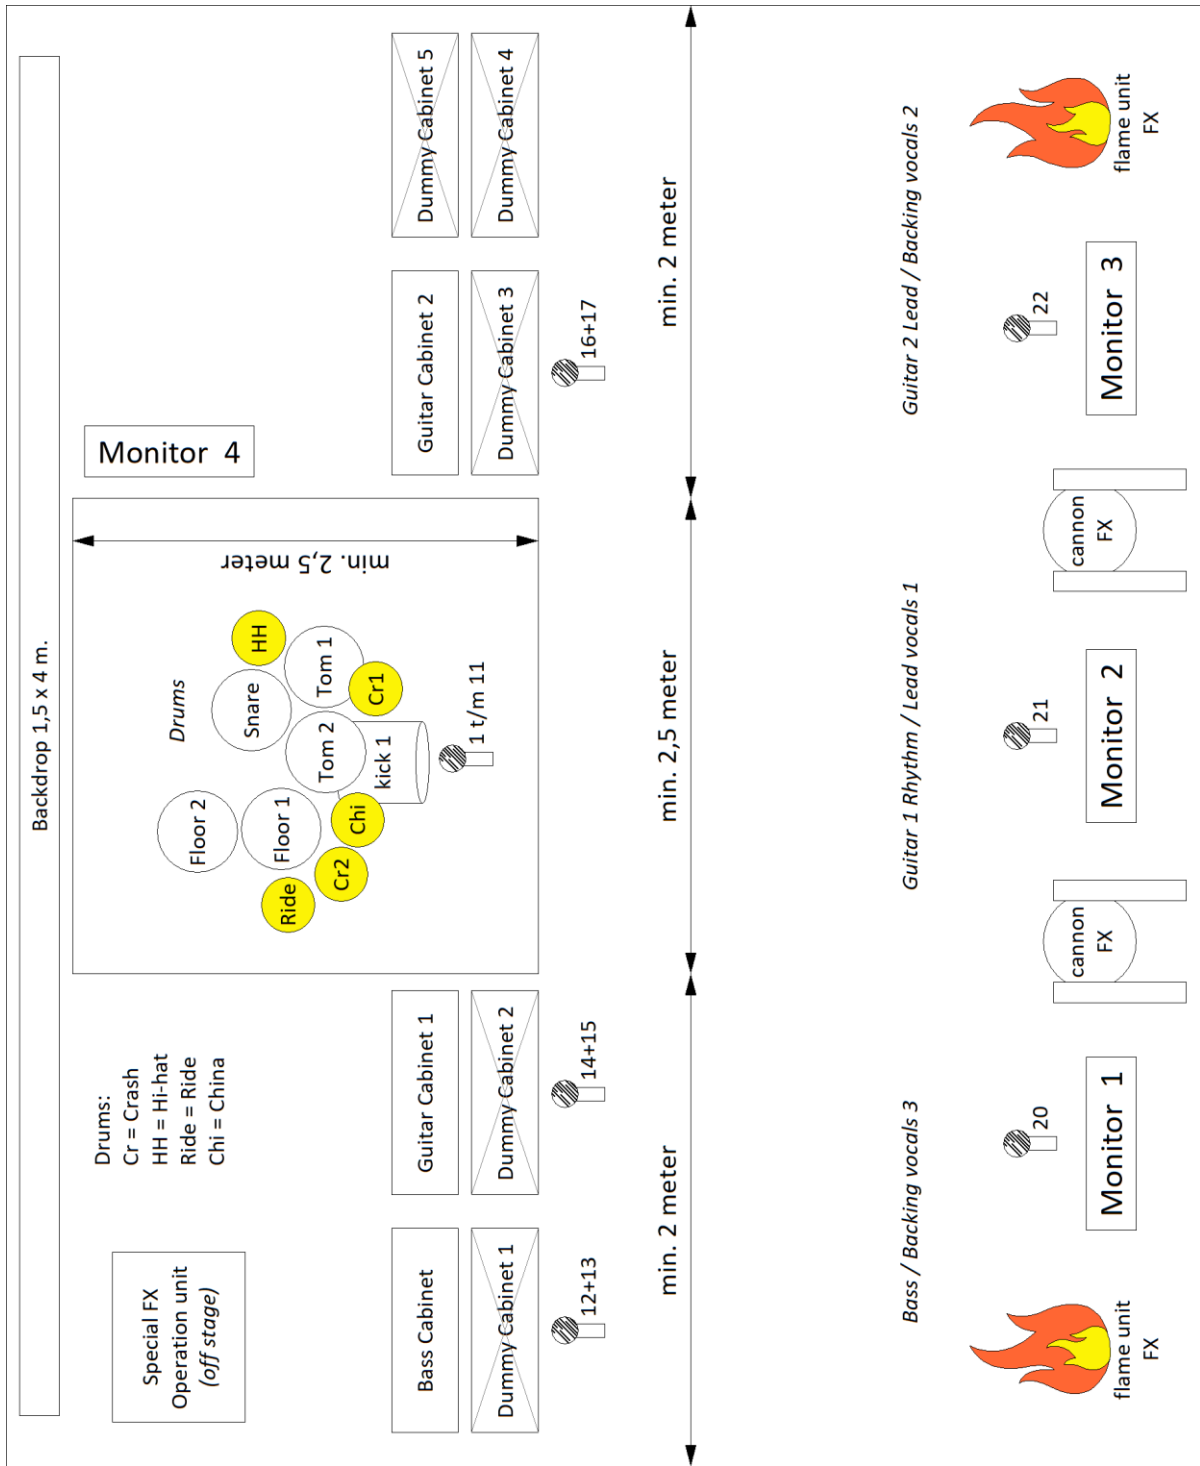 Backdrop 1,5 x 4 m.
Special FX
Operation unit
(off stage)
Drums:
Cr = Crash
HH = Hi-hat
Ride = Ride
Chi = China
Drums
Floor 2
Snare
HH
Ride
Floor 1
Tom 2
Tom 1
Cr2
Chi
kick 1
Cr1
1 t/m 11
min. 2,5 meter
Monitor 4
Bass Cabinet
Guitar Cabinet 1
Guitar Cabinet 2
Dummy Cabinet 5
Dummy Cabinet 1
Dummy Cabinet 2
Dummy Cabinet 3
Dummy Cabinet 4
12+13
14+15
16+17
min. 2 meter
min. 2,5 meter
min. 2 meter
Bass / Backing vocals 3
Guitar 1 Rhythm / Lead vocals 1
Guitar 2 Lead / Backing vocals 2
20
21
22
flame unit
FX
Monitor 1
cannon
FX
Monitor 2
cannon
FX
Monitor 3
flame unit
FX